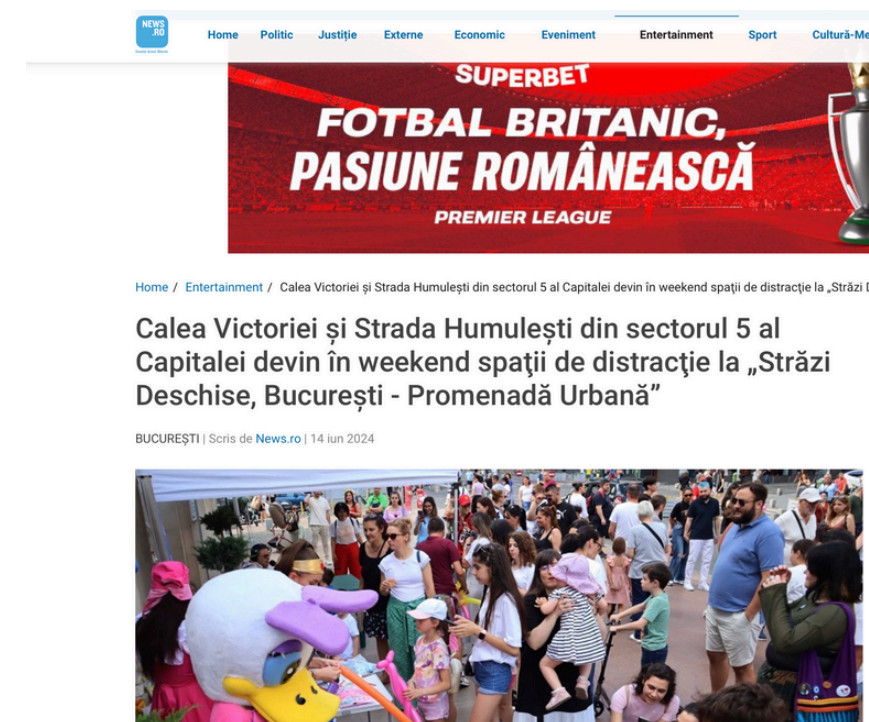 NEWS
.RO
Home Politic Justiție Externe Economic Eveniment Entertainment Sport Cultură-Me
SUPERBET
FOTBAL BRITANIC,
PASIUNE ROMÂNEASCĂ
PREMIER LEAGUE
Home / Entertainment / Calea Victoriei și Strada Humulești din sectorul 5 al Capitalei devin în weekend spaţii de distracţie la „Străzi D
Calea Victoriei și Strada Humulești din sectorul 5 al
Capitalei devin în weekend spaţii de distracţie la „Străzi
Deschise, București - Promenadă Urbană”
BUCUREȘTI | Scris de News.ro | 14 iun 2024